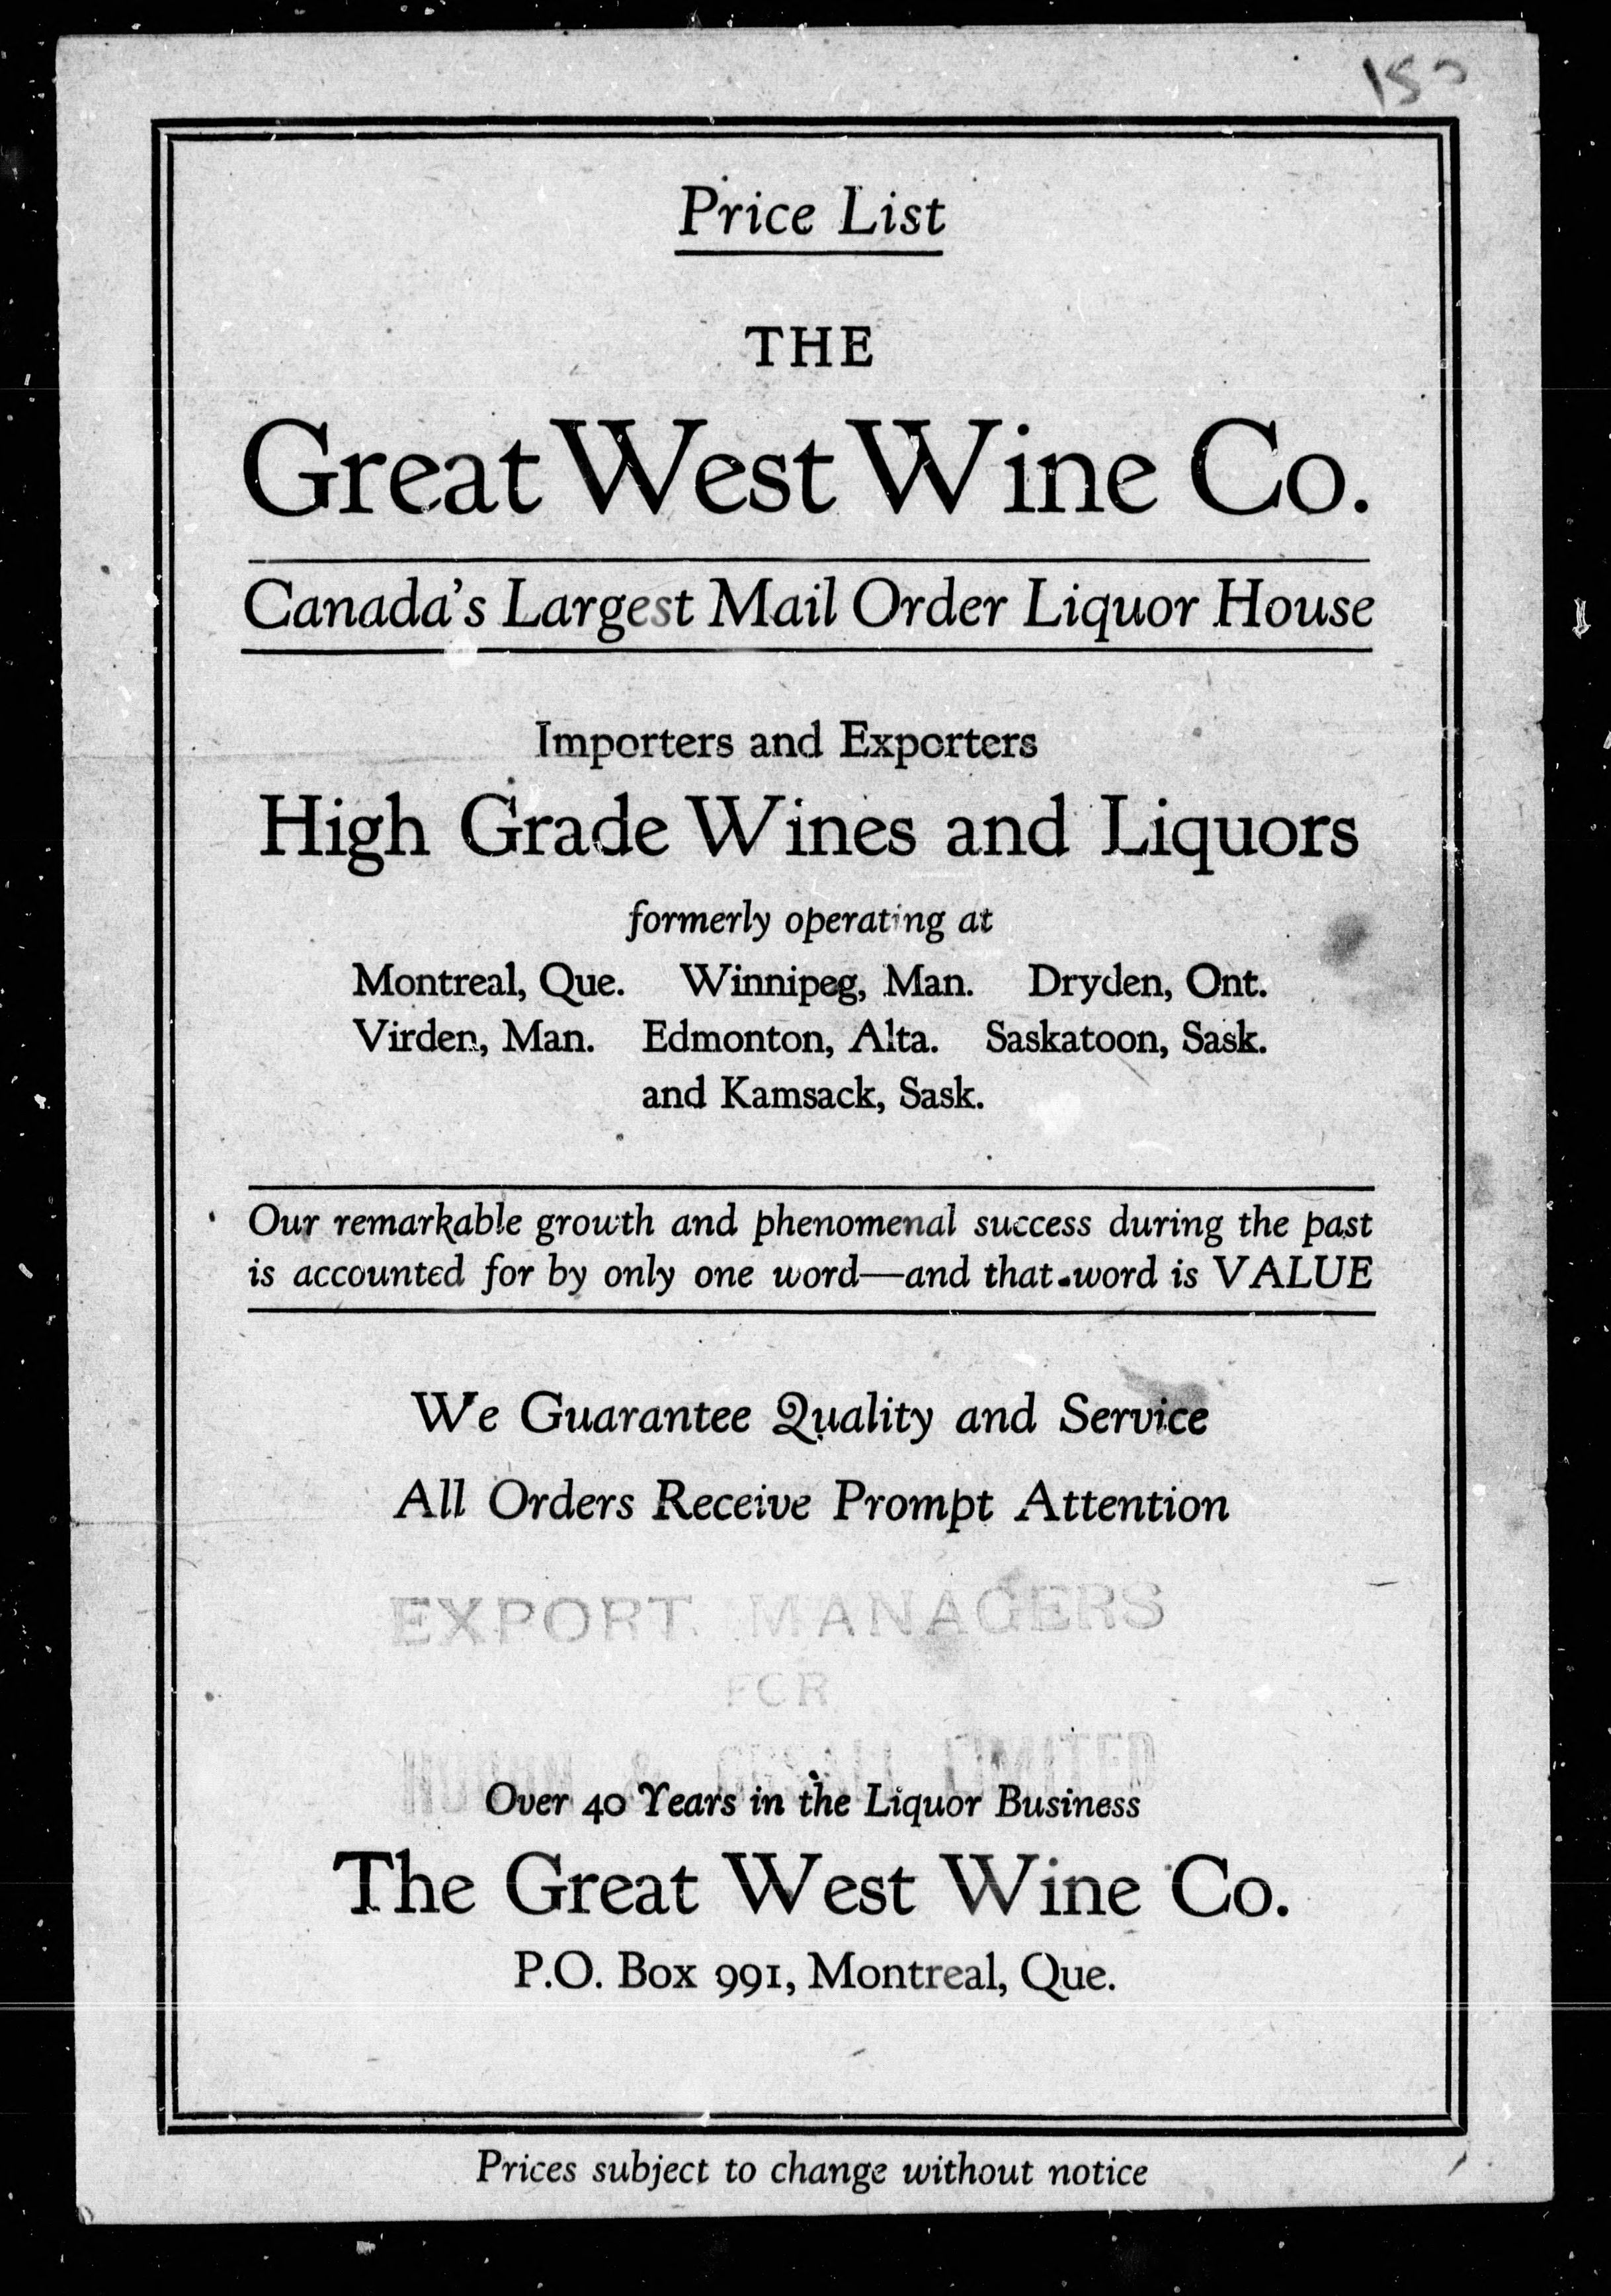 150
Price List
THE
Great West Wine Co.
Canada's Largest Mail Order Liquor House
Importers and Exporters
High Grade Wines and Liquors
formerly operating at
Montreal, Que. Winnipeg, Man. Dryden, Ont.
Virden, Man. Edmonton, Alta. Saskatoon, Sask.
and Kamsack, Sask.
Our remarkable growth and phenomenal success during the past
is accounted for by only one word—and that word is VALUE
We Guarantee Quality and Service
All Orders Receive Prompt Attention
EXPORT MANAGERS
FOR
& LIMITED
Over 40 Years in the Liquor Business
The Great West Wine Co.
P.O. Box 991, Montreal, Que.
Prices subject to change without notice